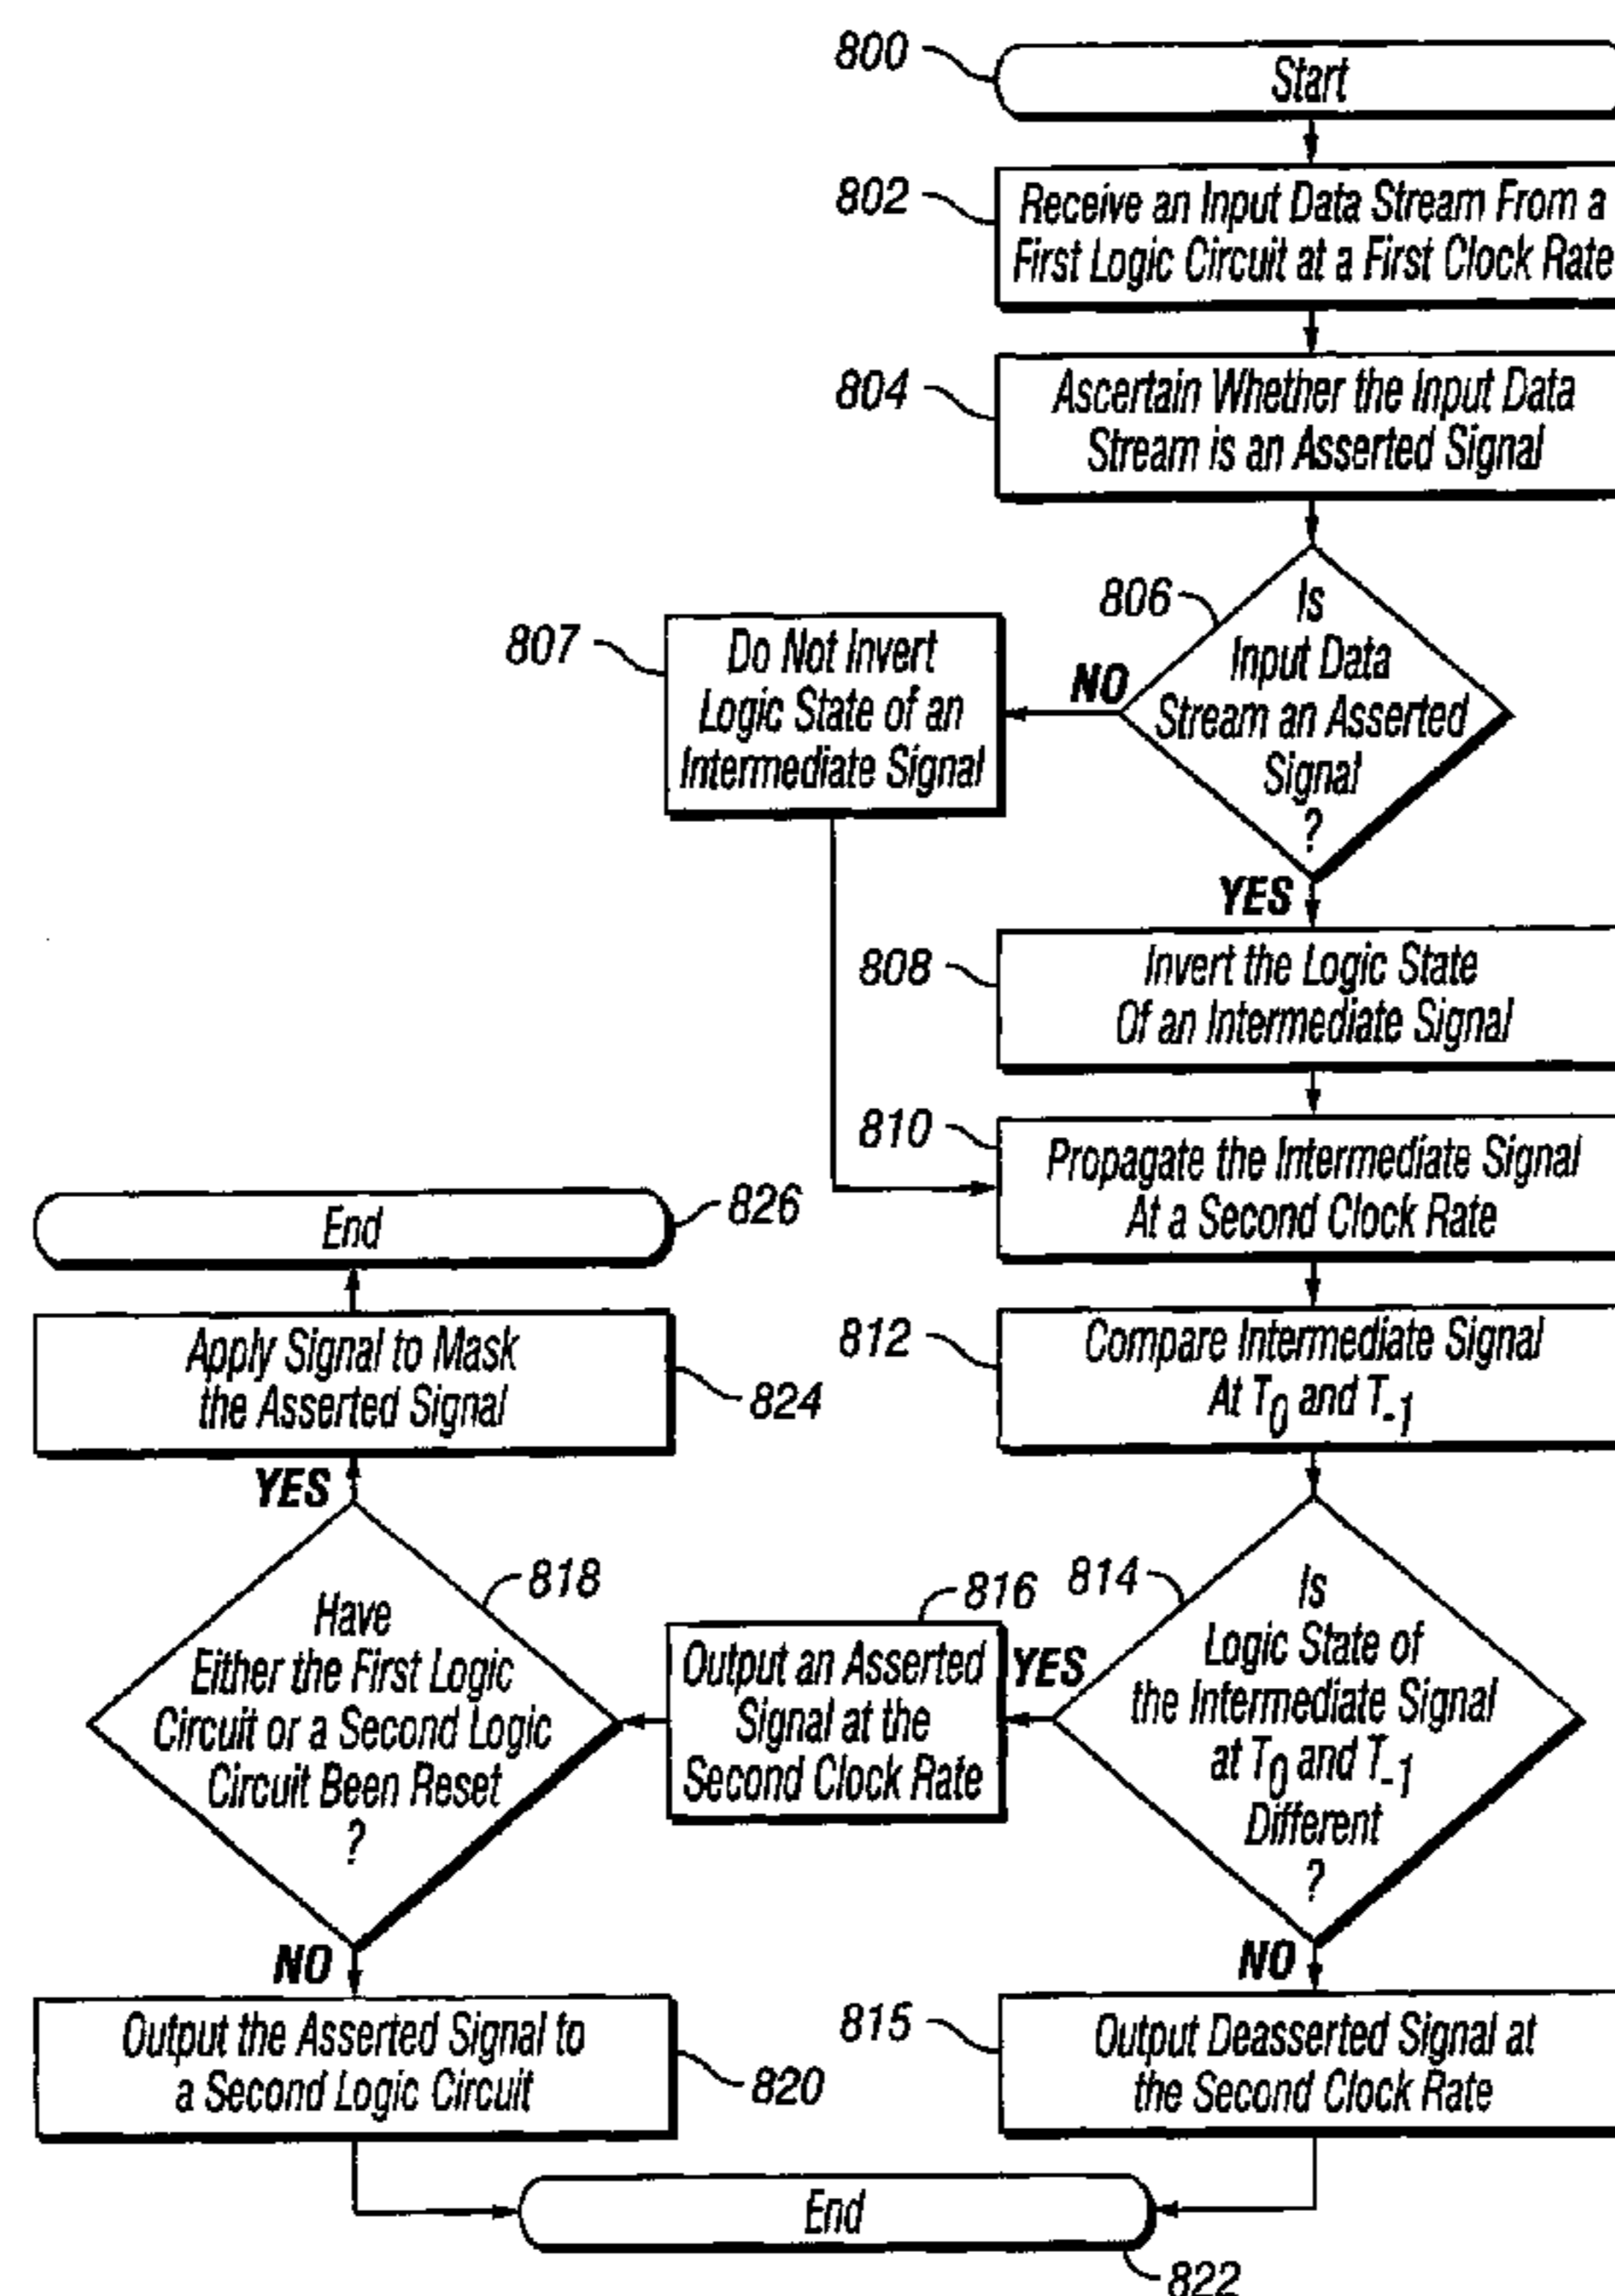 800
Start
802
Receive an Input Data Stream From a
First Logic Circuit at a First Clock Rate
804
Ascertain Whether the Input Data
Stream is an Asserted Signal
806
Is
Input Data
Stream an Asserted
Signal
?
NO
807
Do Not Invert
Logic State of an
Intermediate Signal
YES
808
Invert the Logic State
Of an Intermediate Signal
810
Propagate the Intermediate Signal
At a Second Clock Rate
812
Compare Intermediate Signal
At T0 and T-1
814
Is
Logic State of
the Intermediate Signal
at T0 and T-1
Different
?
YES
816
Output an Asserted
Signal at the
Second Clock Rate
818
Have
Either the First Logic
Circuit or a Second Logic
Circuit Been Reset
?
YES
Apply Signal to Mask
the Asserted Signal
824
End
826
NO
Output the Asserted Signal to
a Second Logic Circuit
820
NO
815
Output Deasserted Signal at
the Second Clock Rate
End
822